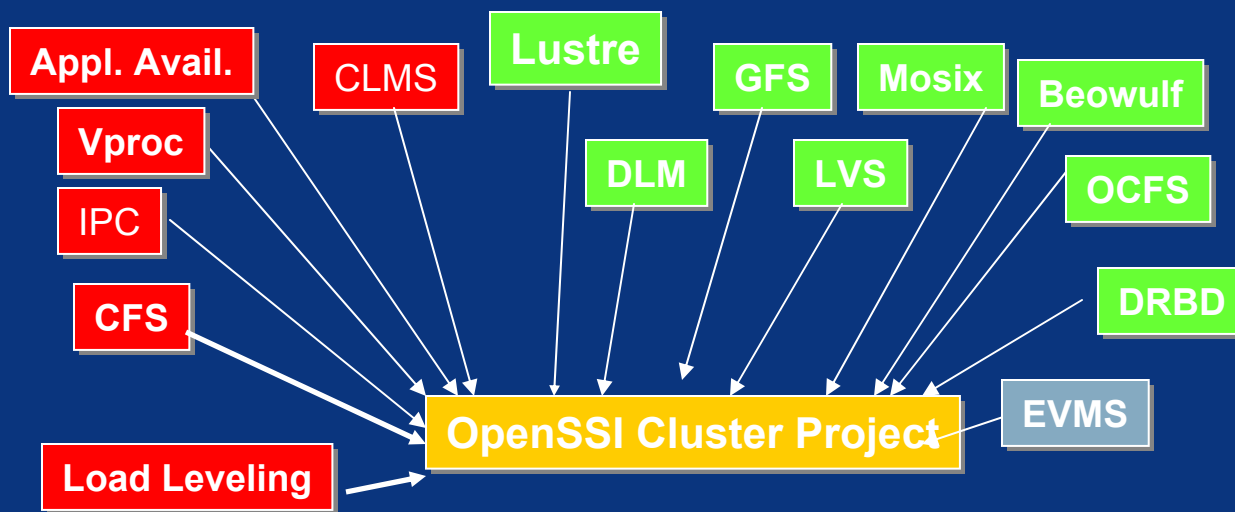 Appl. Avail.
CLMS
Lustre
GFS
Mosix
Beowulf
Vproc
DLM
LVS
OCFS
IPC
CFS
DRBD
OpenSSI Cluster Project
EVMS
Load Leveling